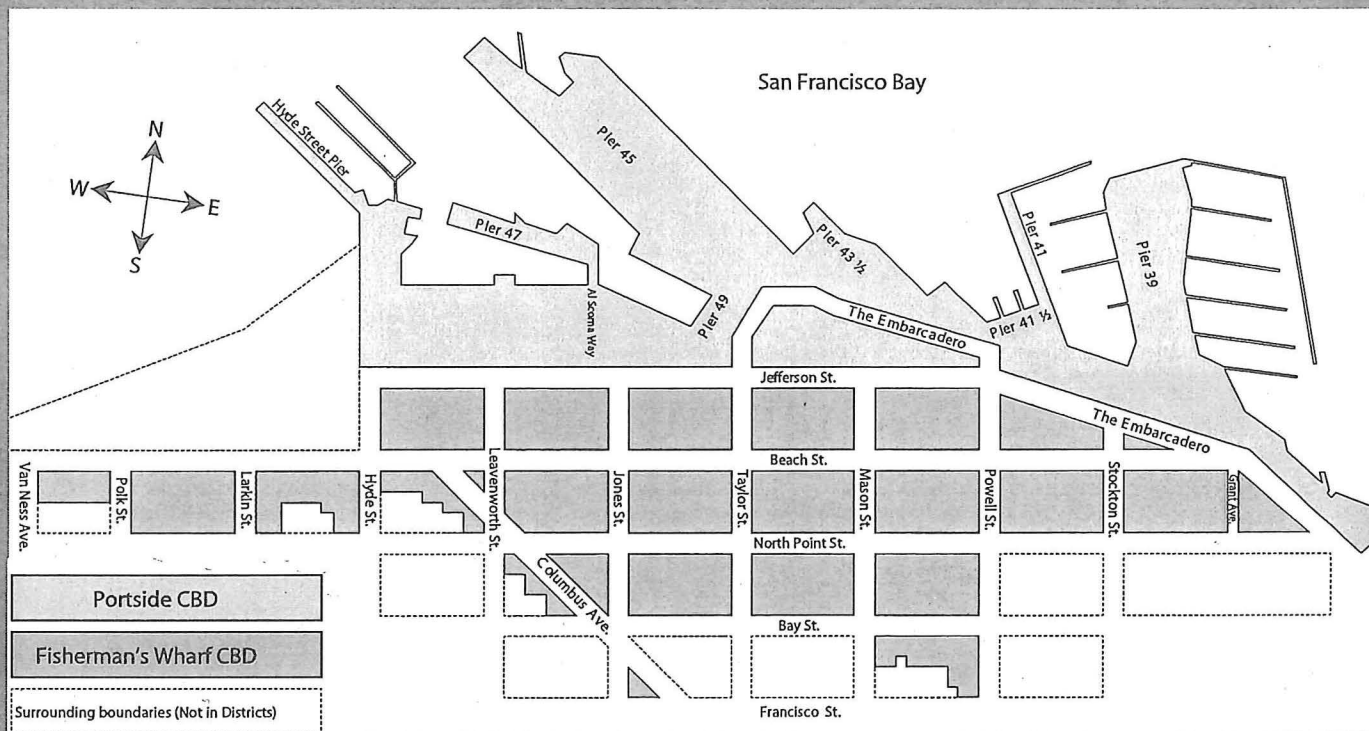 San Francisco Bay
N
W
E
S
Hyde Street Pier
Pier 45
Pier 47
Pier 43 ½
Pier 41
Pier 39
Pier 49
Al Scoma Way
The Embarcadero
Pier 41 ½
Jefferson St.
The Embarcadero
Beach St.
Van Ness Ave.
Polk St.
Larkin St.
Hyde St.
Leavenworth St.
Jones St.
Taylor St.
Mason St.
Powell St.
Stockton St.
Grant Ave.
North Point St.
Columbus Ave.
Portside CBD
Bay St.
Fisherman's Wharf CBD
Surrounding boundaries (Not in Districts)
Francisco St.